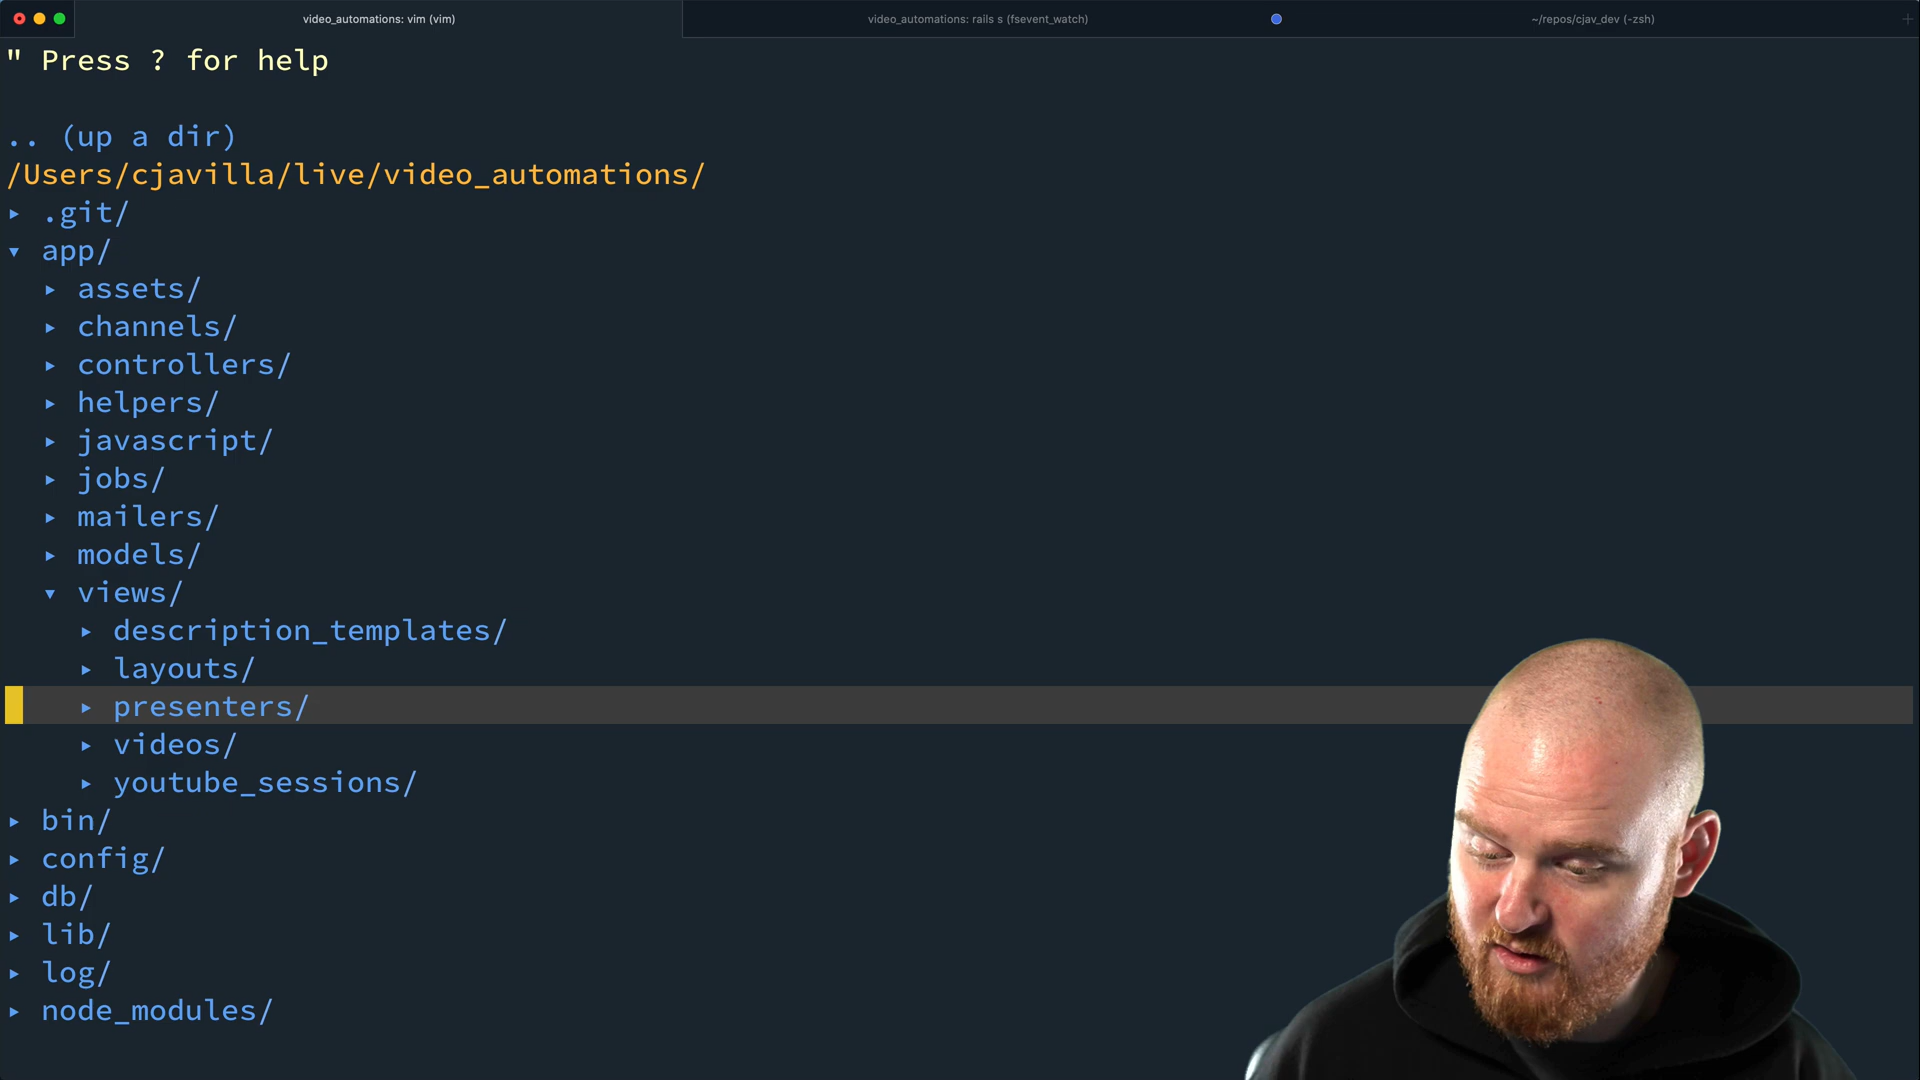 video_automations: vim (vim)
video_automations: rails s (fsevent_watch)
~/repos/cjav_dev (-zsh)
" Press ? for help
.. (up a dir)
/Users/cjavilla/live/video_automations/
▸ .git/
▾ app/
▸ assets/
▸ channels/
▸ controllers/
▸ helpers/
▸ javascript/
▸ jobs/
▸ mailers/
▸ models/
▾ views/
▸ description_templates/
▸ layouts/
▸ presenters/
▸ videos/
▸ youtube_sessions/
▸ bin/
▸ config/
▸ db/
▸ lib/
▸ log/
▸ node_modules/